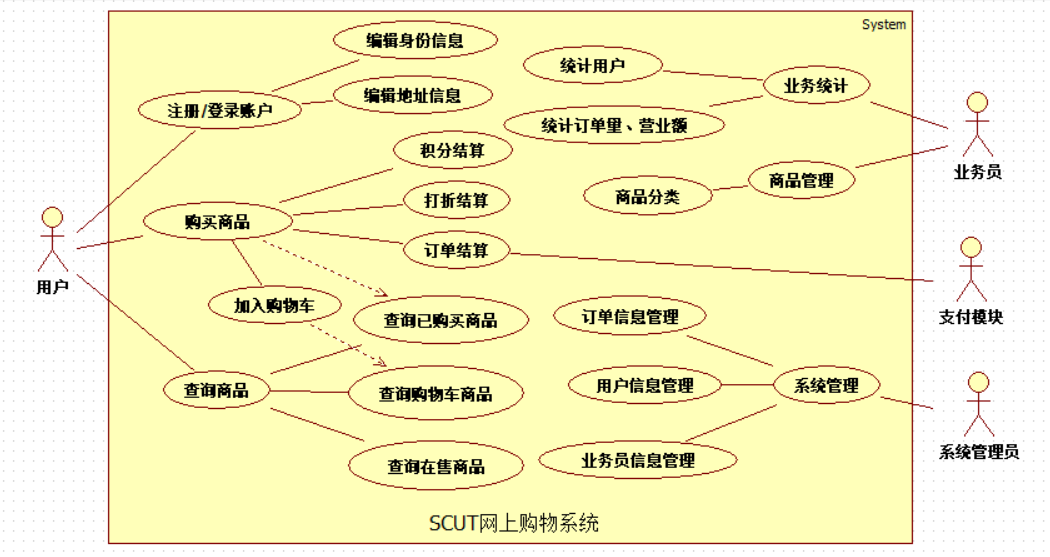 System
编辑身份信息
统计用户
业务统计
编辑地址信息
注册/登录账户
统计订单量、营业额
积分结算
业务员
商品管理
商品分类
打折结算
购买商品
订单结算
用户
加入购物车
查询已购买商品
订单信息管理
支付模块
查询商品
查询购物车商品
用户信息管理
系统管理
系统管理员
查询在售商品
业务员信息管理
SCUT网上购物系统